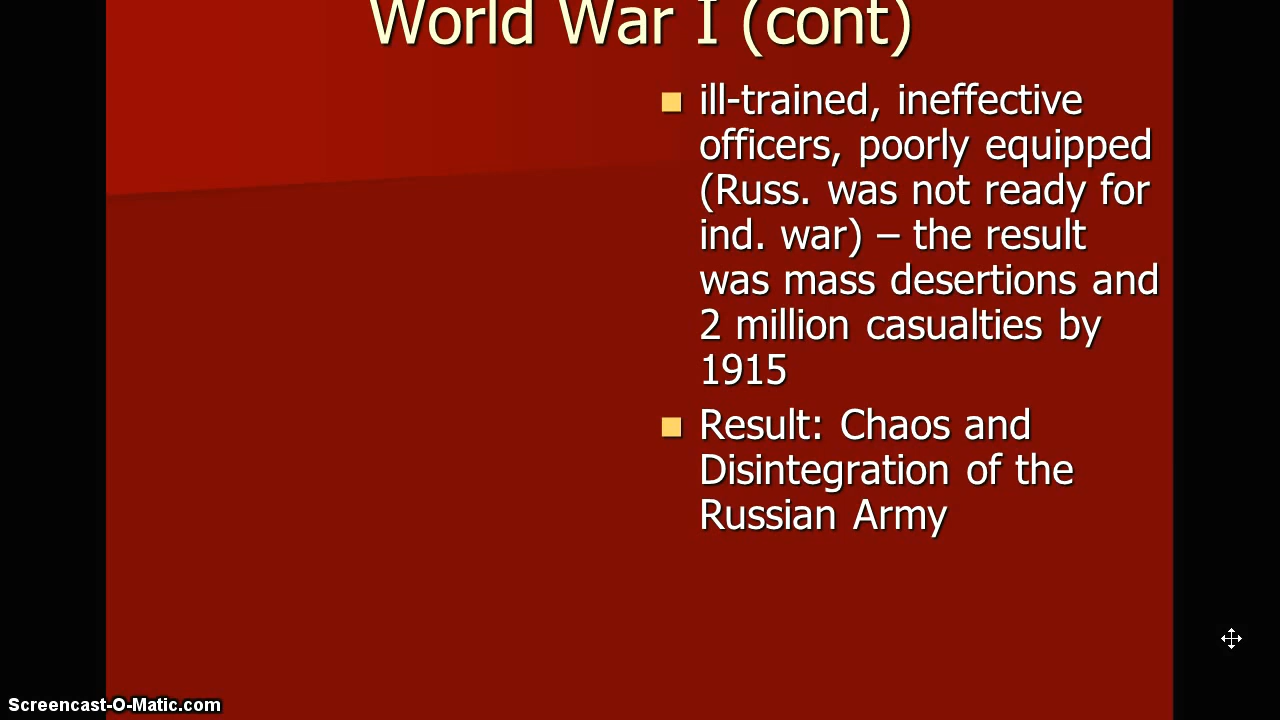 World War I (cont)
ill-trained, ineffective
officers, poorly equipped
(Russ. was not ready for
ind. war) – the result
was mass desertions and
2 million casualties by
1915
Result: Chaos and
Disintegration of the
Russian Army
Screencast-O-Matic.com